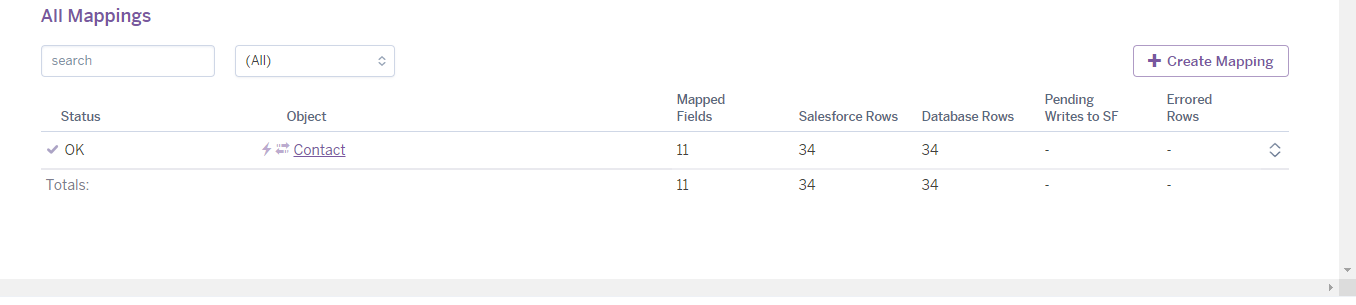 All Mappings
search
(All)
Create Mapping
Status Object Mapped Fields Salesforce Rows Database Rows Pending Writes to SF Errored Rows
OK Contact 11 34 34 - -
Totals: 11 34 34 - -